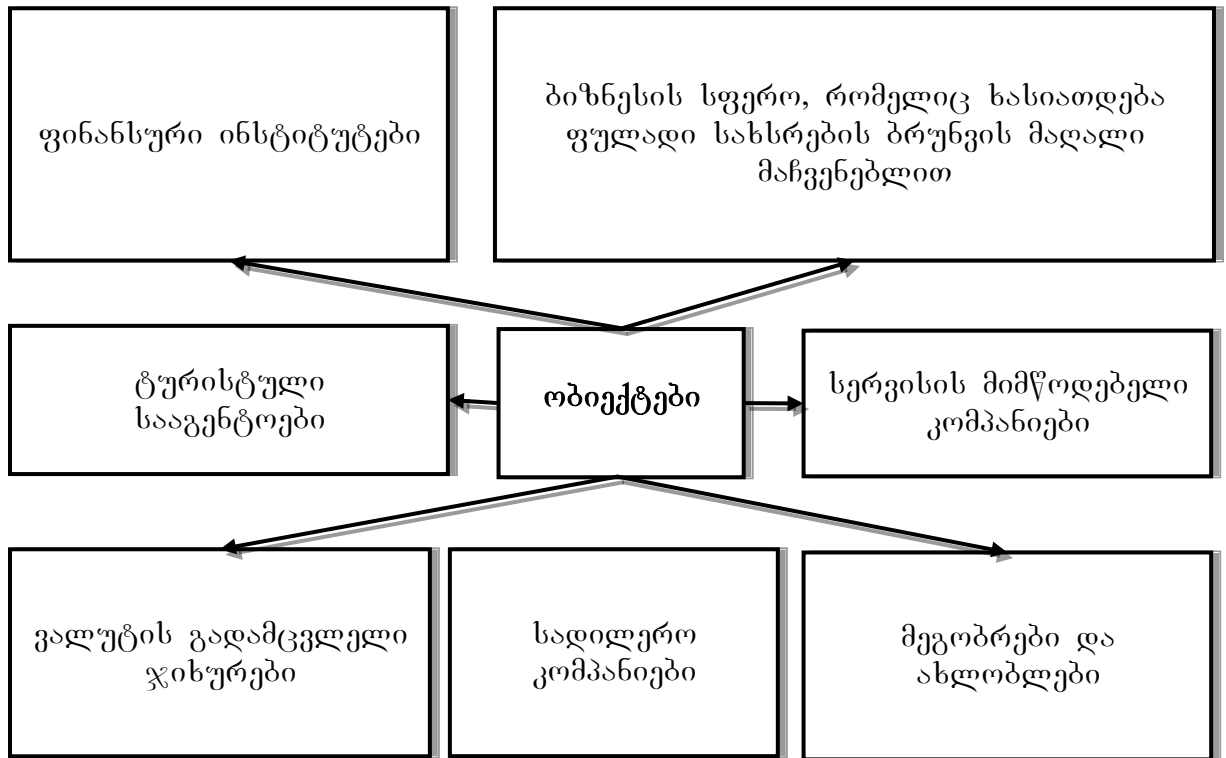 ფინანსური ინსტიტუტები
ბიზნესის სფერო, რომელიც ხასიათდება
ფულადი სახსრების ბრუნვის მაღალი
მაჩვენებლით
ტურისტული
სააგენტოები
ობიექტები
სერვისის მიმწოდებელი
კომპანიები
ვალუტის გადამცვლელი
ჯიხურები
სადილერო
კომპანიები
მეგობრები და
ახლობლები